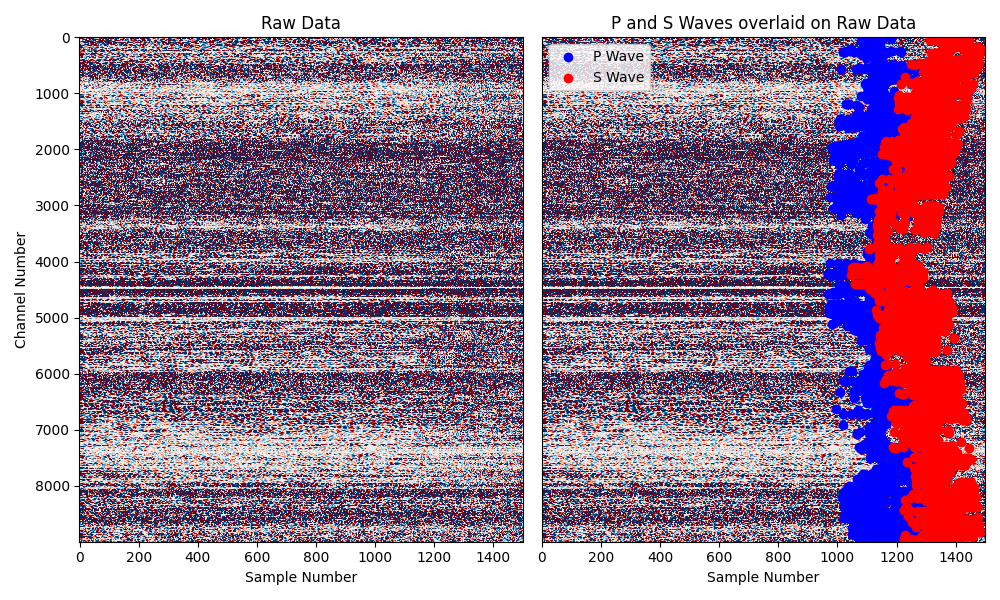 Raw Data
P and S Waves overlaid on Raw Data
Channel Number
0
1000
2000
3000
4000
5000
6000
7000
8000
P Wave
S Wave
0 200 400 600 800 1000 1200 1400
0 200 400 600 800 1000 1200 1400
Sample Number
Sample Number